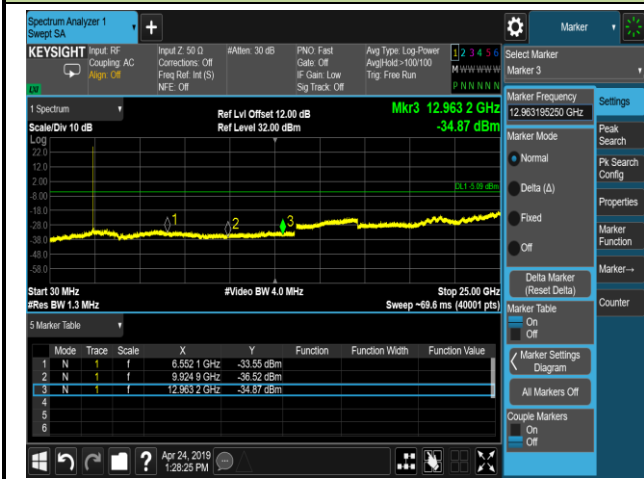 Spectrum Analyzer 1
Swept SA
+
Marker
KEYSIGHT
Input: RF
Coupling: AC
Align: Off
Input Z: 50 Ω
Corrections: Off
Freq Ref: Int (S)
NFE: Off
#Atten: 30 dB
PNO: Fast
Gate: Off
IF Gain: Low
Sig Track: Off
Avg Type: Log-Power
Avg|Hold:>100/100
Trig: Free Run
1 2 3 4 5 6
M W W W W W
P N N N N N
LXI
Select Marker
Marker 3
1 Spectrum
Scale/Div 10 dB
Ref Lvl Offset 12.00 dB
Ref Level 32.00 dBm
Mkr3 12.963 2 GHz
-34.87 dBm
Log
22.0
12.0
2.00
-8.00
-18.0
-28.0
-38.0
-48.0
-58.0
DL1 -5.09 dBm
1
2
3
Start 30 MHz
#Res BW 1.3 MHz
#Video BW 4.0 MHz
Stop 25.00 GHz
Sweep ~69.6 ms (40001 pts)
5 Marker Table
Mode Trace Scale X Y Function Function Width Function Value
1 N 1 f 6.552 1 GHz -33.55 dBm
2 N 1 f 9.924 9 GHz -36.52 dBm
3 N 1 f 12.963 2 GHz -34.87 dBm
4
5
6
Marker Frequency
12.963195250 GHz
Marker Mode
Normal
Delta (Δ)
Fixed
Off
Delta Marker
(Reset Delta)
Marker Table
On
Off
Marker Settings
Diagram
All Markers Off
Couple Markers
On
Off
Settings
Peak
Search
Pk Search
Config
Properties
Marker
Function
Marker→
Counter
?
Apr 24, 2019
1:28:25 PM